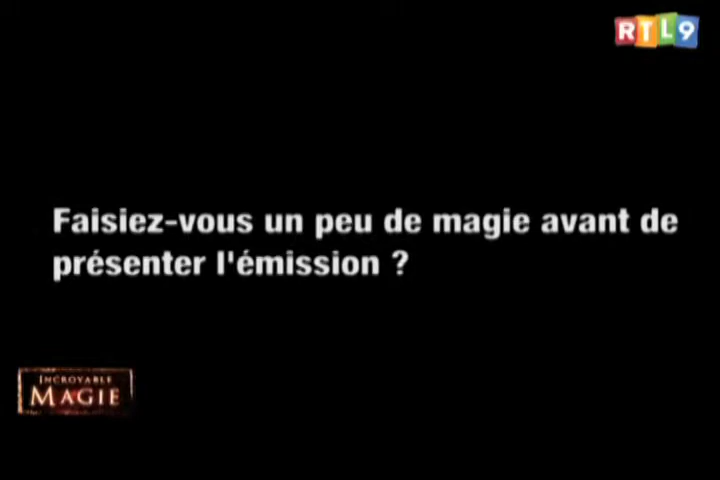 RTL9
Faisiez-vous un peu de magie avant de
présenter l'émission ?
INCROYABLE
MAGIE